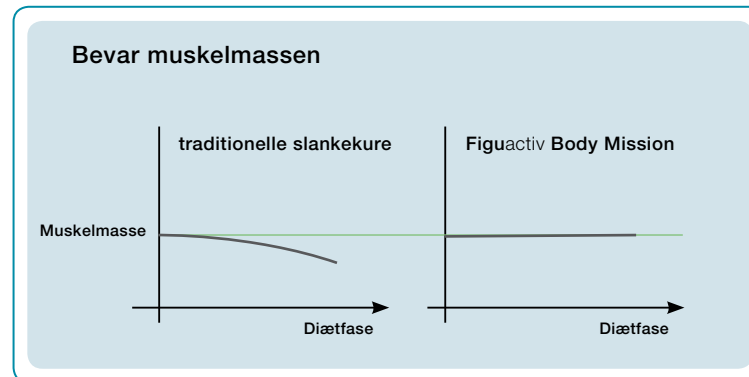 Bevar muskelmassen
traditionelle slankekure
Figuactiv Body Mission
Muskelmasse
Diætfase
Diætfase